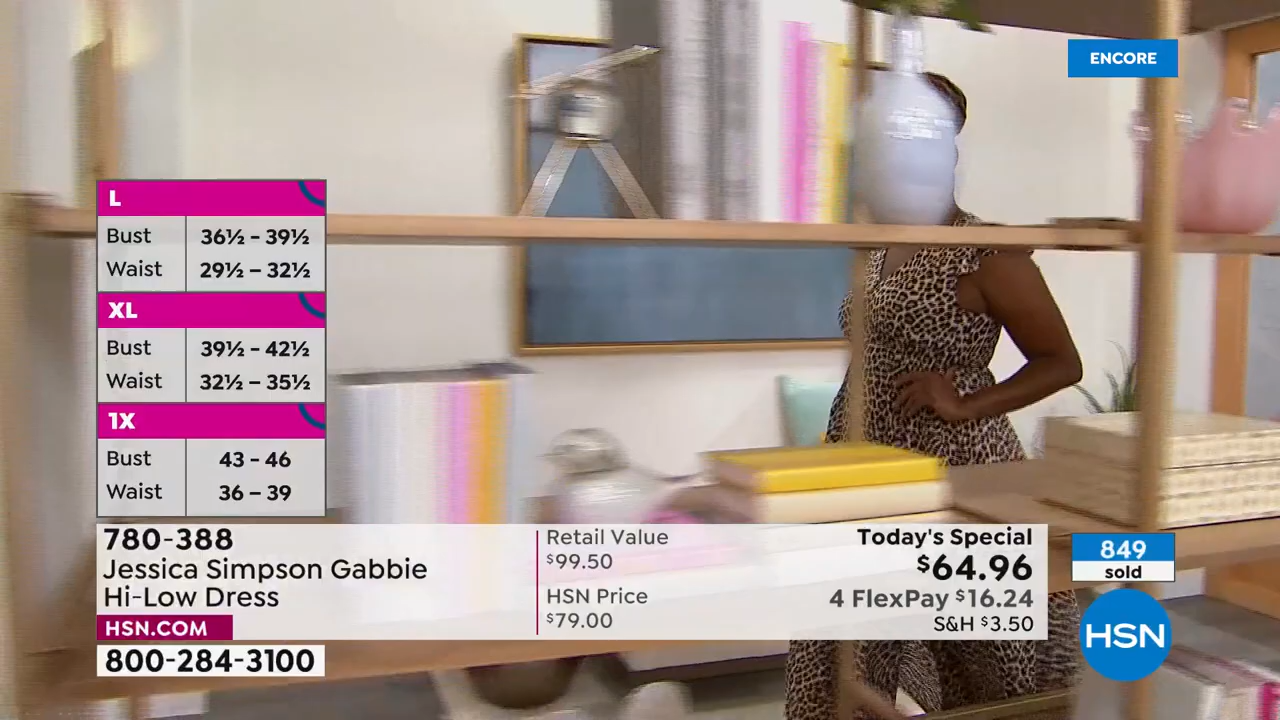 ENCORE
L
Bust 36½ – 39½
Waist 29½ – 32½
XL
Bust 39½ – 42½
Waist 32½ – 35½
1X
Bust 43 – 46
Waist 36 – 39
780-388
Jessica Simpson Gabbie
Hi-Low Dress
HSN.COM
800-284-3100
Retail Value
$99.50
HSN Price
$79.00
Today's Special
$64.96
4 FlexPay $16.24
S&H $3.50
849
sold
HSN